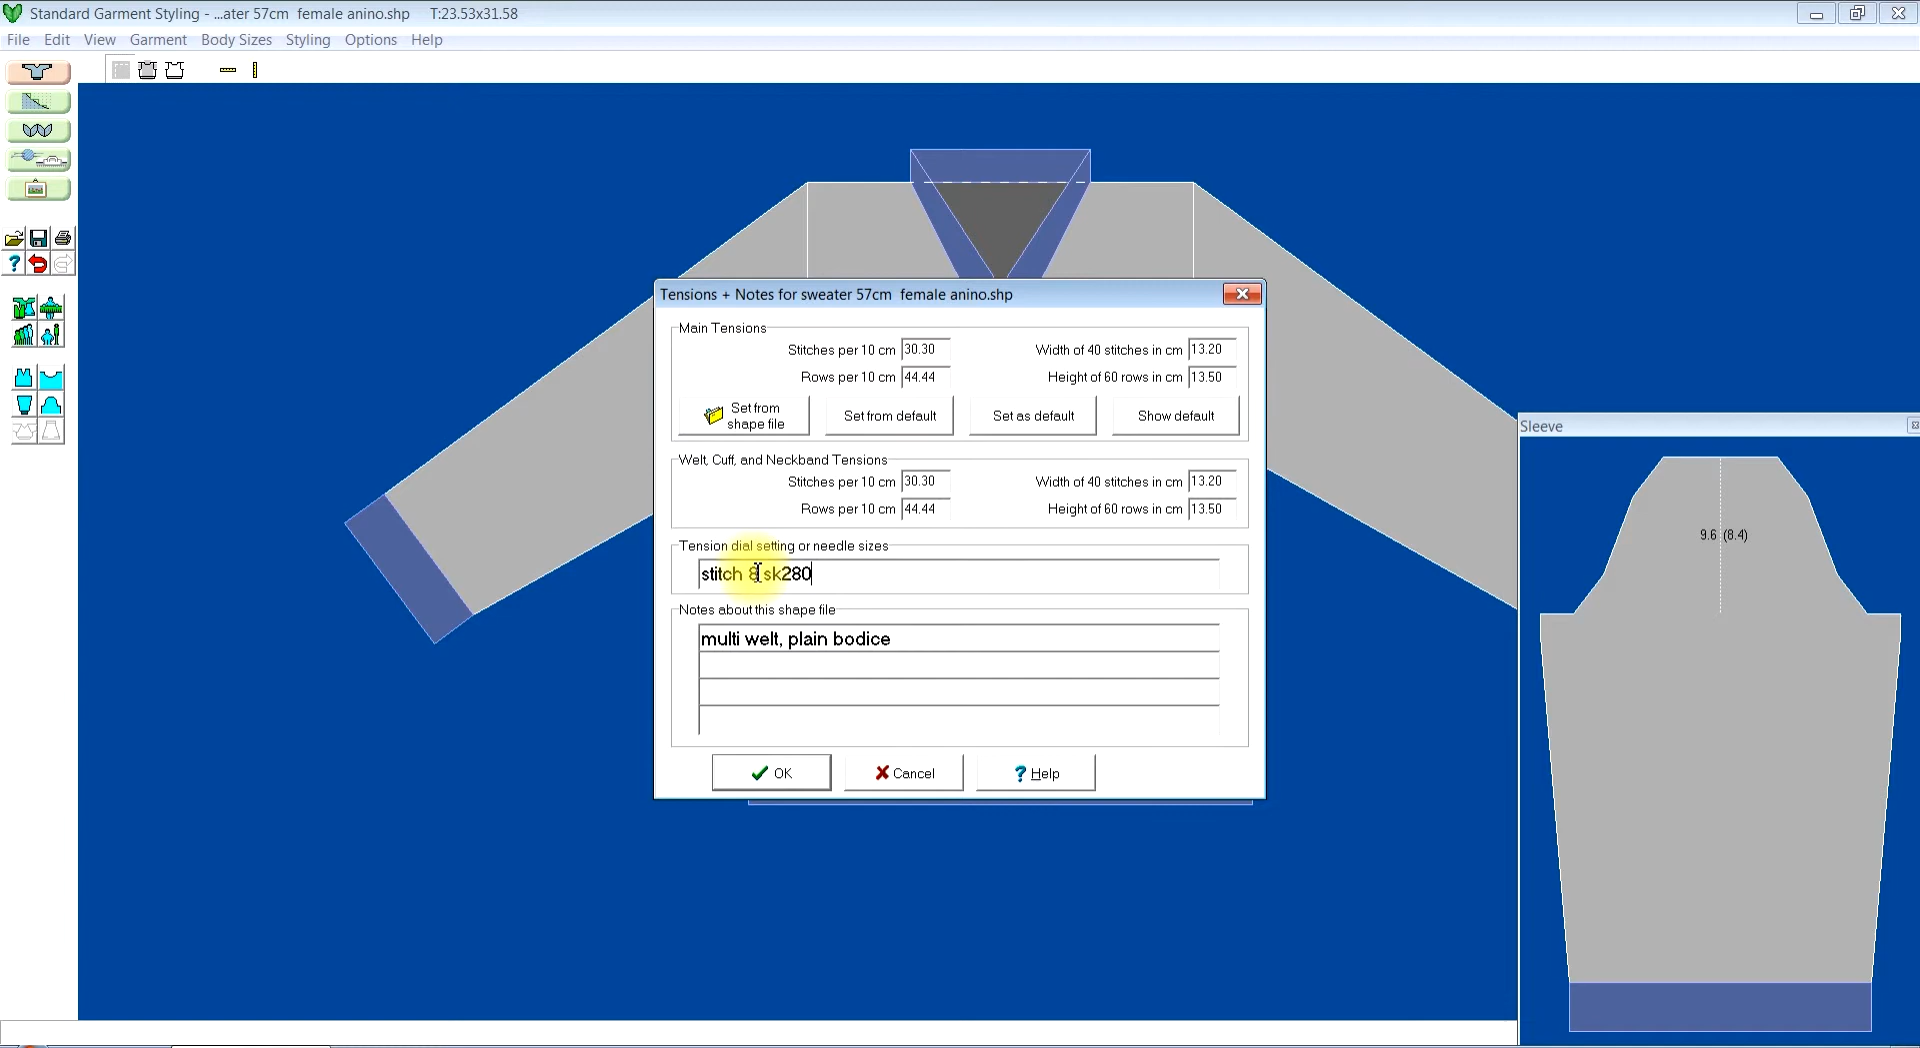 Standard Garment Styling - ...ater 57cm  female anino.shp T:23.53x31.58
File Edit View Garment Body Sizes Styling Options Help
Tensions + Notes for sweater 57cm  female anino.shp
Main Tensions
Stitches per 10 cm 30.30 Width of 40 stitches in cm 13.20
Rows per 10 cm 44.44 Height of 60 rows in cm 13.50
Set from shape file Set from default Set as default Show default
Welt, Cuff, and Neckband Tensions
Stitches per 10 cm 30.30 Width of 40 stitches in cm 13.20
Rows per 10 cm 44.44 Height of 60 rows in cm 13.50
Tension dial setting or needle sizes
stitch 8 sk280
Notes about this shape file
multi welt, plain bodice
OK Cancel ? Help
Sleeve
9.6 (8.4)